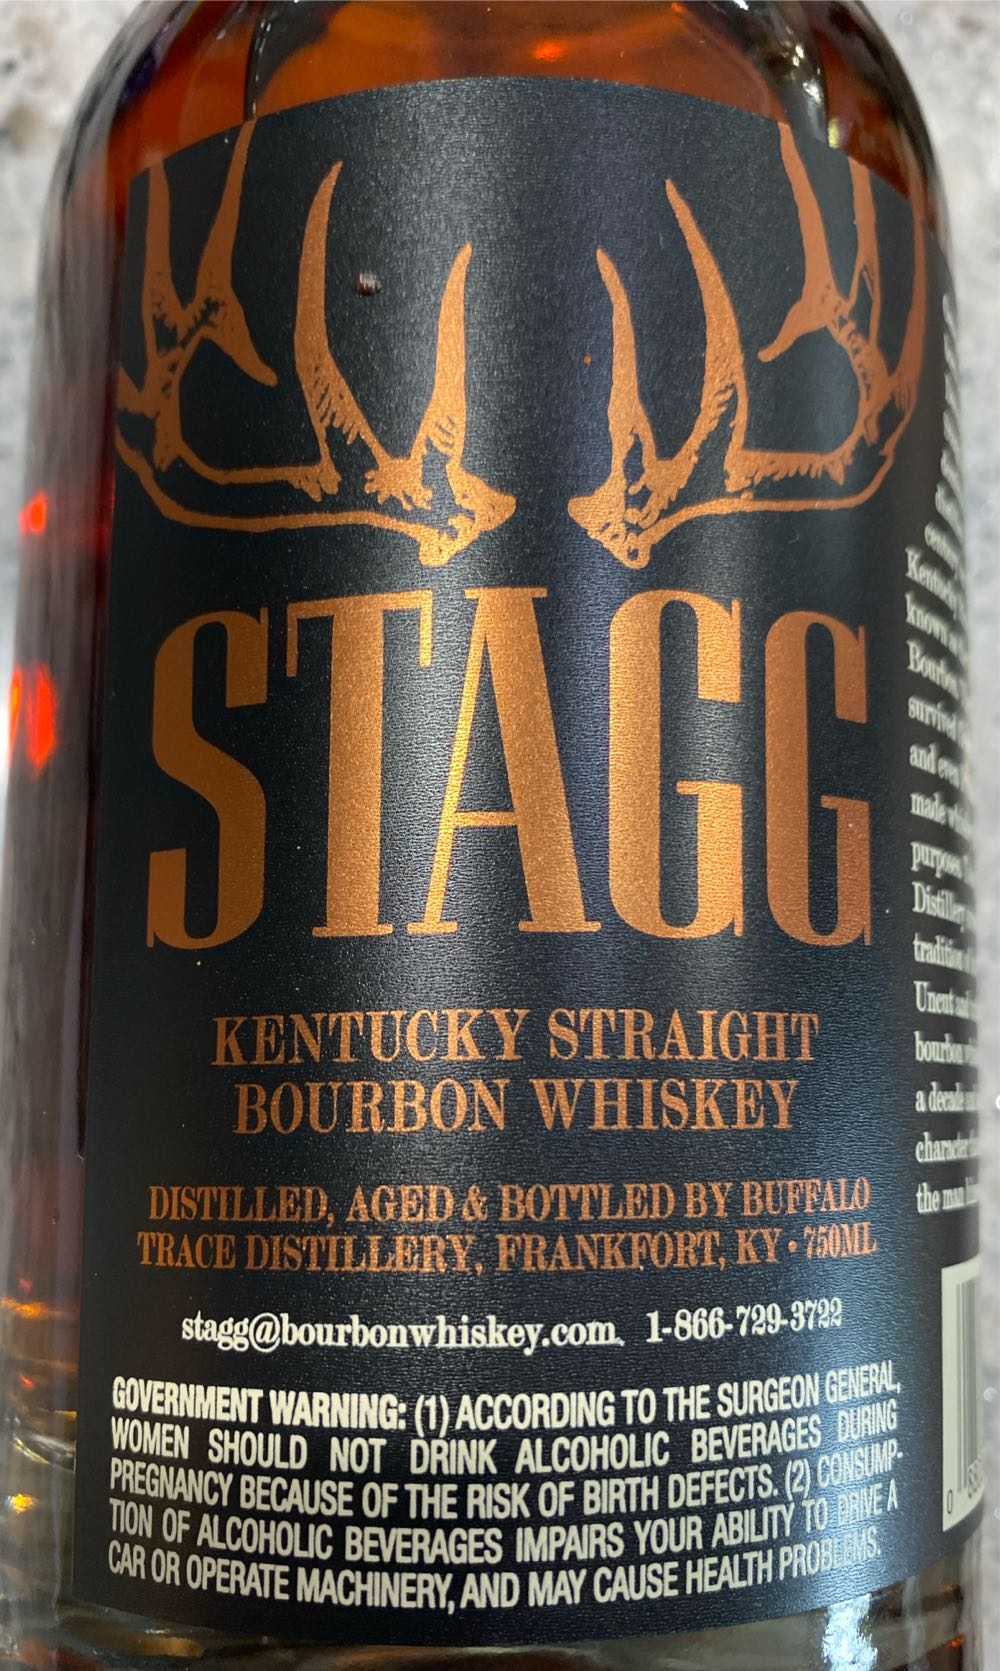 STAGG
KENTUCKY STRAIGHT
BOURBON WHISKEY
DISTILLED, AGED & BOTTLED BY BUFFALO
TRACE DISTILLERY, FRANKFORT, KY • 750ML
stagg@bourbonwhiskey.com 1-866-729-3722
GOVERNMENT WARNING: (1) ACCORDING TO THE SURGEON GENERAL,
WOMEN SHOULD NOT DRINK ALCOHOLIC BEVERAGES DURING
PREGNANCY BECAUSE OF THE RISK OF BIRTH DEFECTS. (2) CONSUMP-
TION OF ALCOHOLIC BEVERAGES IMPAIRS YOUR ABILITY TO DRIVE A
CAR OR OPERATE MACHINERY, AND MAY CAUSE HEALTH PROBLEMS.
Kentucky
known
Bourbon
survived
and even
made
purposes
Distillery
tradition
Uncut and
bourbon
a decade
character
the man
0